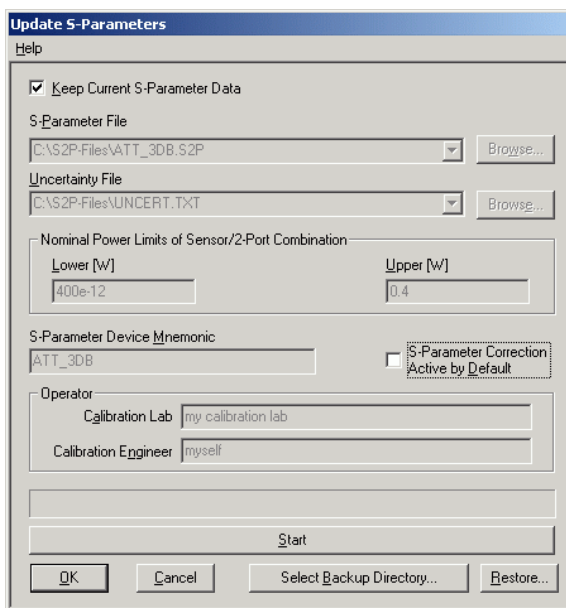 Update S-Parameters
Help
Keep Current S-Parameter Data
S-Parameter File
C:\S2P-Files\ATT_3DB.S2P
Browse...
Uncertainty File
C:\S2P-Files\UNCERT.TXT
Browse...
Nominal Power Limits of Sensor/2-Port Combination
Lower [W]
Upper [W]
400e-12
0.4
S-Parameter Device Mnemonic
ATT_3DB
S-Parameter Correction
Active by Default
Operator
Calibration Lab
my calibration lab
Calibration Engineer
myself
Start
OK
Cancel
Select Backup Directory...
Restore...